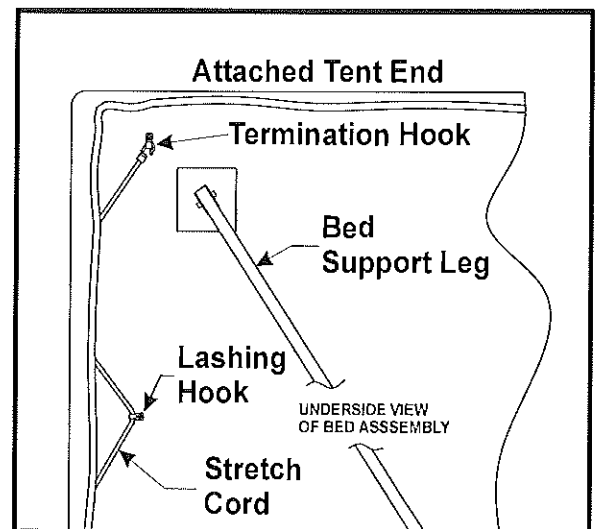 Attached Tent End
Termination Hook
Bed
Support Leg
Lashing
Hook
UNDERSIDE VIEW
OF BED ASSSEMBLY
Stretch
Cord